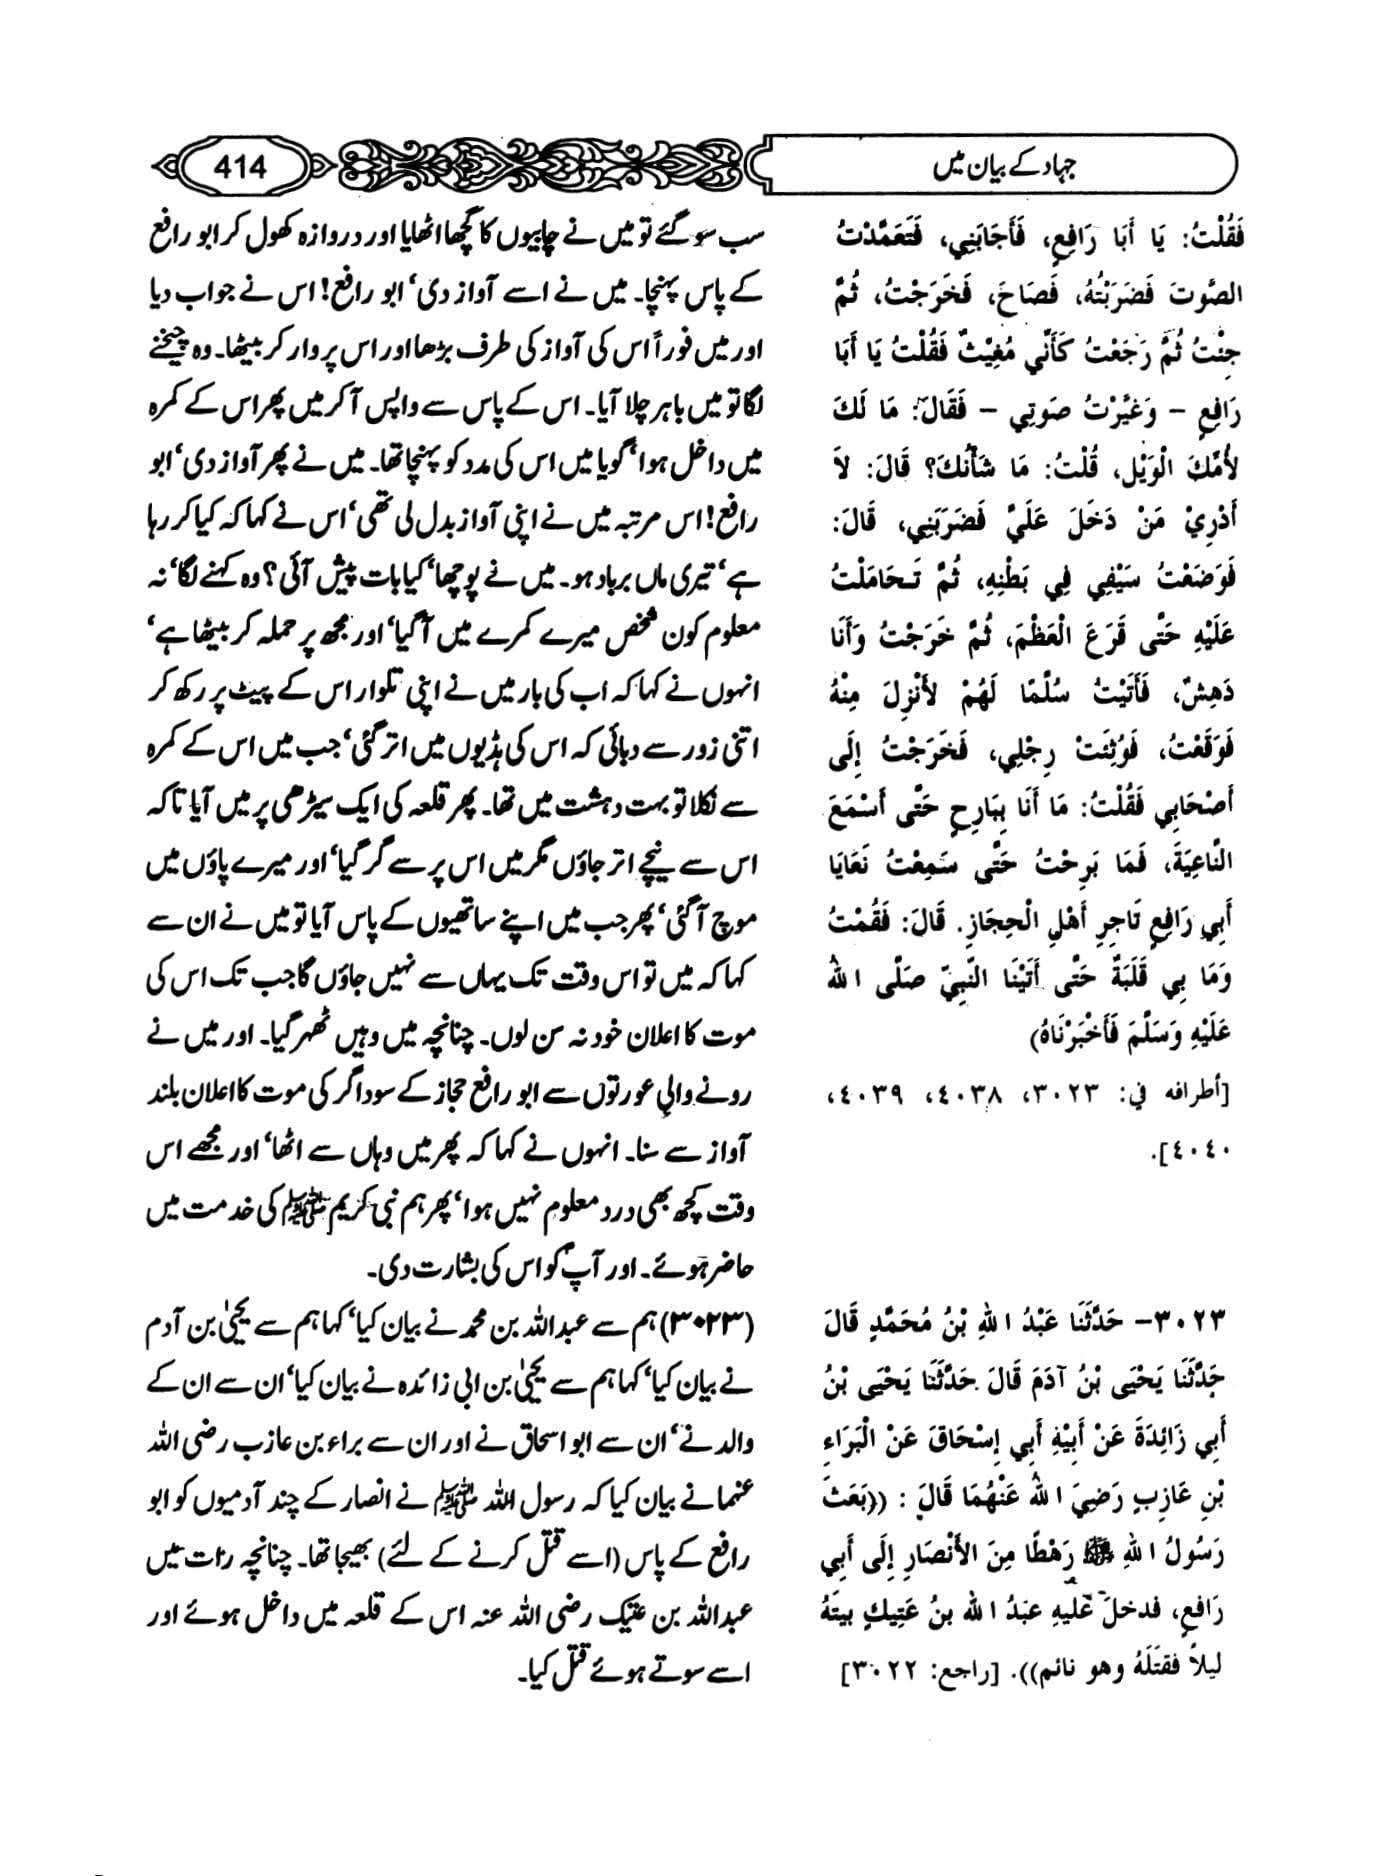 جہاد کے بیان میں
414
فَقُلْتُ: يَا أَبَا رَافِعٍ، فَأَجَابَنِي، فَتَعَمَّدْتُ
الصَّوتَ فَضَرَبْتُهُ، فَصَاحَ، فَخَرَجْتُ، ثُمَّ
جِئْتُ ثُمَّ رَجَعْتُ كَأَنِّي مُغِيْثٌ فَقُلْتُ يَا أَبَا
رَافِعٍ – وَغَيَّرْتُ صَوتِي – فَقَالَ: مَا لَكَ
لأُمِّكَ الْوَيْلِ، قُلْتُ: مَا شَأْنُكَ؟ قَالَ: لاَ
أَدْرِيْ مَنْ دَخَلَ عَلَيَّ فَضَرَبَنِي، قَالَ:
فَوَضَعْتُ سَيْفِي فِي بَطْنِهِ، ثُمَّ تَحَامَلْتُ
عَلَيْهِ حَتَّى قَرَعَ الْعَظْمَ، ثُمَّ خَرَجْتُ وَأَنَا
دَهِشٌ، فَأَتَيْتُ سُلَّمًا لَهُمْ لأَنْزِلَ مِنْهُ
فَوَقَعْتُ، فَوُثِئَتْ رِجْلِي، فَخَرَجْتُ إِلَى
أَصْحَابِي فَقُلْتُ: مَا أَنَا بِبَارِحٍ حَتَّى أَسْمَعَ
النَّاعِيَةَ، فَمَا بَرِحْتُ حَتَّى سَمِعْتُ نَعَايَا
أَبِي رَافِعٍ تَاجِرِ أَهْلِ الْحِجَازِ. قَالَ: فَقُمْتُ
وَمَا بِي قَلَبَةٌ حَتَّى أَتَيْنَا النَّبِيَّ صَلَّى اللهُ
عَلَيْهِ وَسَلَّمَ فَأَخْبَرْنَاهُ)
[أطرافه في: ٣٠٢٣، ٤٠٣٨، ٤٠٣٩،
٤٠٤٠].
٣٠٢٣– حَدَّثَنَا عَبْدُ اللهِ بْنُ مُحَمَّدٍ قَالَ
حَدَّثَنَا يَحْيَى بْنُ آدَمَ قَالَ حَدَّثَنَا يَحْيَى بْنُ
أَبِي زَائِدَةَ عَنْ أَبِيْهِ أَبِي إِسْحَاقَ عَنْ الْبَرَاءِ
بْنِ عَازِبٍ رَضِيَ اللهُ عَنْهُمَا قَالَ : ((بَعَثَ
رَسُولُ اللهِ ﷺ رَهْطًا مِنَ الأَنْصَارِ إِلَى أَبِي
رَافِعٍ، فدخلَ عَليهِ عبَدُ اللهِ بنُ عَتِيكٍ بيتَهُ
ليلاً فقَتَلَهُ وهو نائم)). [راجع: ٣٠٢٢]
سب سو گئے تو میں نے چابیوں کا گچھا اٹھایا اور دروازہ کھول کر ابو رافع
کے پاس پہنچا۔ میں نے اسے آواز دی‘ ابو رافع! اس نے جواب دیا
اور میں فوراً اس کی آواز کی طرف بڑھا اور اس پر وار کر بیٹھا۔ وہ چیخنے
لگا تو میں باہر چلا آیا۔ اس کے پاس سے واپس آ کر میں پھر اس کے کمرہ
میں داخل ہوا‘ گویا میں اس کی مدد کو پہنچا تھا۔ میں نے پھر آواز دی‘ ابو
رافع! اس مرتبہ میں نے اپنی آواز بدل لی تھی‘ اس نے کہا کہ کیا کر رہا
ہے‘ تیری ماں برباد ہو۔ میں نے پوچھا‘ کیا بات پیش آئی؟ وہ کہنے لگا‘ نہ
معلوم کون شخص میرے کمرے میں آ گیا‘ اور مجھ پر حملہ کر بیٹھا ہے‘
انہوں نے کہا کہ اب کی بار میں نے اپنی تلوار اس کے پیٹ پر رکھ کر
اتنی زور سے دبائی کہ اس کی ہڈیوں میں اتر گئی‘ جب میں اس کے کمرہ
سے نکلا تو بہت دہشت میں تھا۔ پھر قلعہ کی ایک سیڑھی پر میں آیا تاکہ
اس سے نیچے اتر جاؤں مگر میں اس پر سے گر گیا‘ اور میرے پاؤں میں
موچ آ گئی‘ پھر جب میں اپنے ساتھیوں کے پاس آیا تو میں نے ان سے
کہا کہ میں تو اس وقت تک یہاں سے نہیں جاؤں گا جب تک اس کی
موت کا اعلان خود نہ سن لوں۔ چنانچہ میں وہیں ٹھہر گیا۔ اور میں نے
رونے والی عورتوں سے ابو رافع حجاز کے سوداگر کی موت کا اعلان بلند
آواز سے سنا۔ انہوں نے کہا کہ پھر میں وہاں سے اٹھا‘ اور مجھے اس
وقت کچھ بھی درد معلوم نہیں ہوا‘ پھر ہم نبی کریم ﷺ کی خدمت میں
حاضر ہوئے۔ اور آپؐ کو اس کی بشارت دی۔
(۳۰۲۳) ہم سے عبداللہ بن محمد نے بیان کیا‘ کہا ہم سے یحییٰ بن آدم
نے بیان کیا‘ کہا ہم سے یحییٰ بن ابی زائدہ نے بیان کیا‘ ان سے ان کے
والد نے‘ ان سے ابو اسحاق نے اور ان سے براء بن عازب رضی اللہ
عنہما نے بیان کیا کہ رسول اللہ ﷺ نے انصار کے چند آدمیوں کو ابو
رافع کے پاس (اسے قتل کرنے کے لئے) بھیجا تھا۔ چنانچہ رات میں
عبداللہ بن عتیک رضی اللہ عنہ اس کے قلعہ میں داخل ہوئے اور
اسے سوتے ہوئے قتل کیا۔